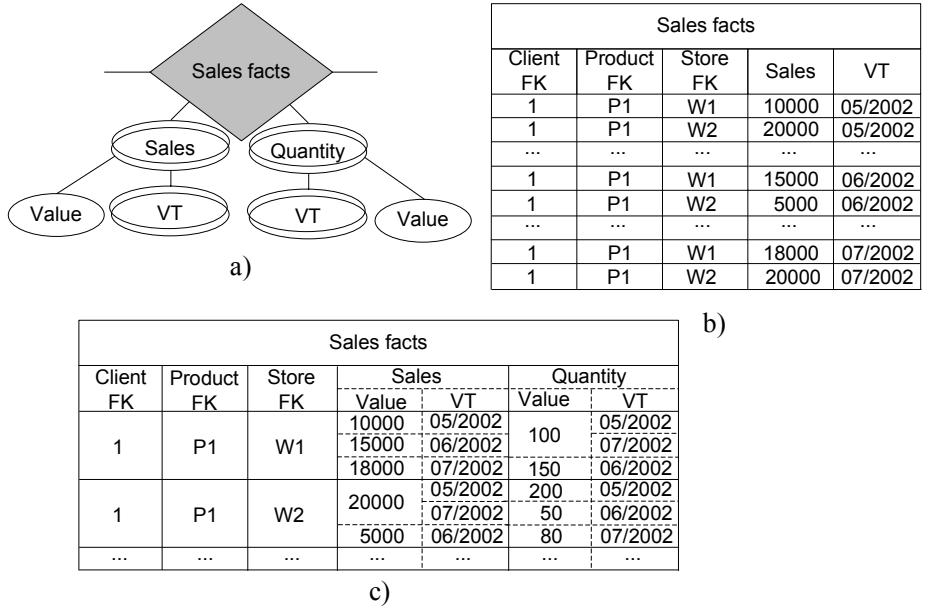 Sales facts
Sales
Quantity
Value
VT
VT
Value
a)
Sales facts
Client FK Product FK Store FK Sales VT
1 P1 W1 10000 05/2002
1 P1 W2 20000 05/2002
... ... ... ... ...
1 P1 W1 15000 06/2002
1 P1 W2 5000 06/2002
... ... ... ... ...
1 P1 W1 18000 07/2002
1 P1 W2 20000 07/2002
b)
Sales facts
Client Product Store Sales Quantity
FK FK FK Value VT Value VT
10000 05/2002 100 05/2002
1 P1 W1 15000 06/2002 07/2002
18000 07/2002 150 06/2002
20000 05/2002 200 05/2002
1 P1 W2 07/2002 50 06/2002
5000 06/2002 80 07/2002
... ... ... ... ... ... ...
c)